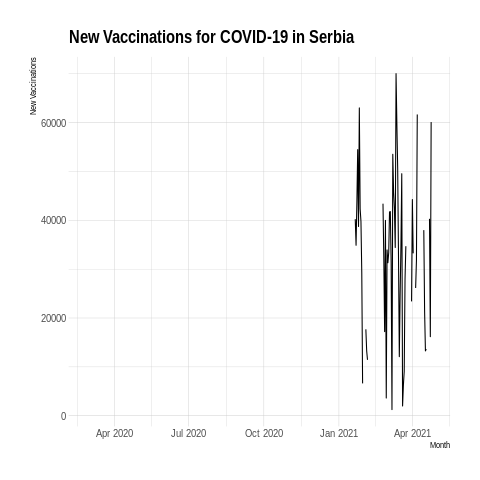 New Vaccinations for COVID-19 in Serbia
New Vaccinations
60000
40000
20000
0
Apr 2020 Jul 2020 Oct 2020 Jan 2021 Apr 2021
Month